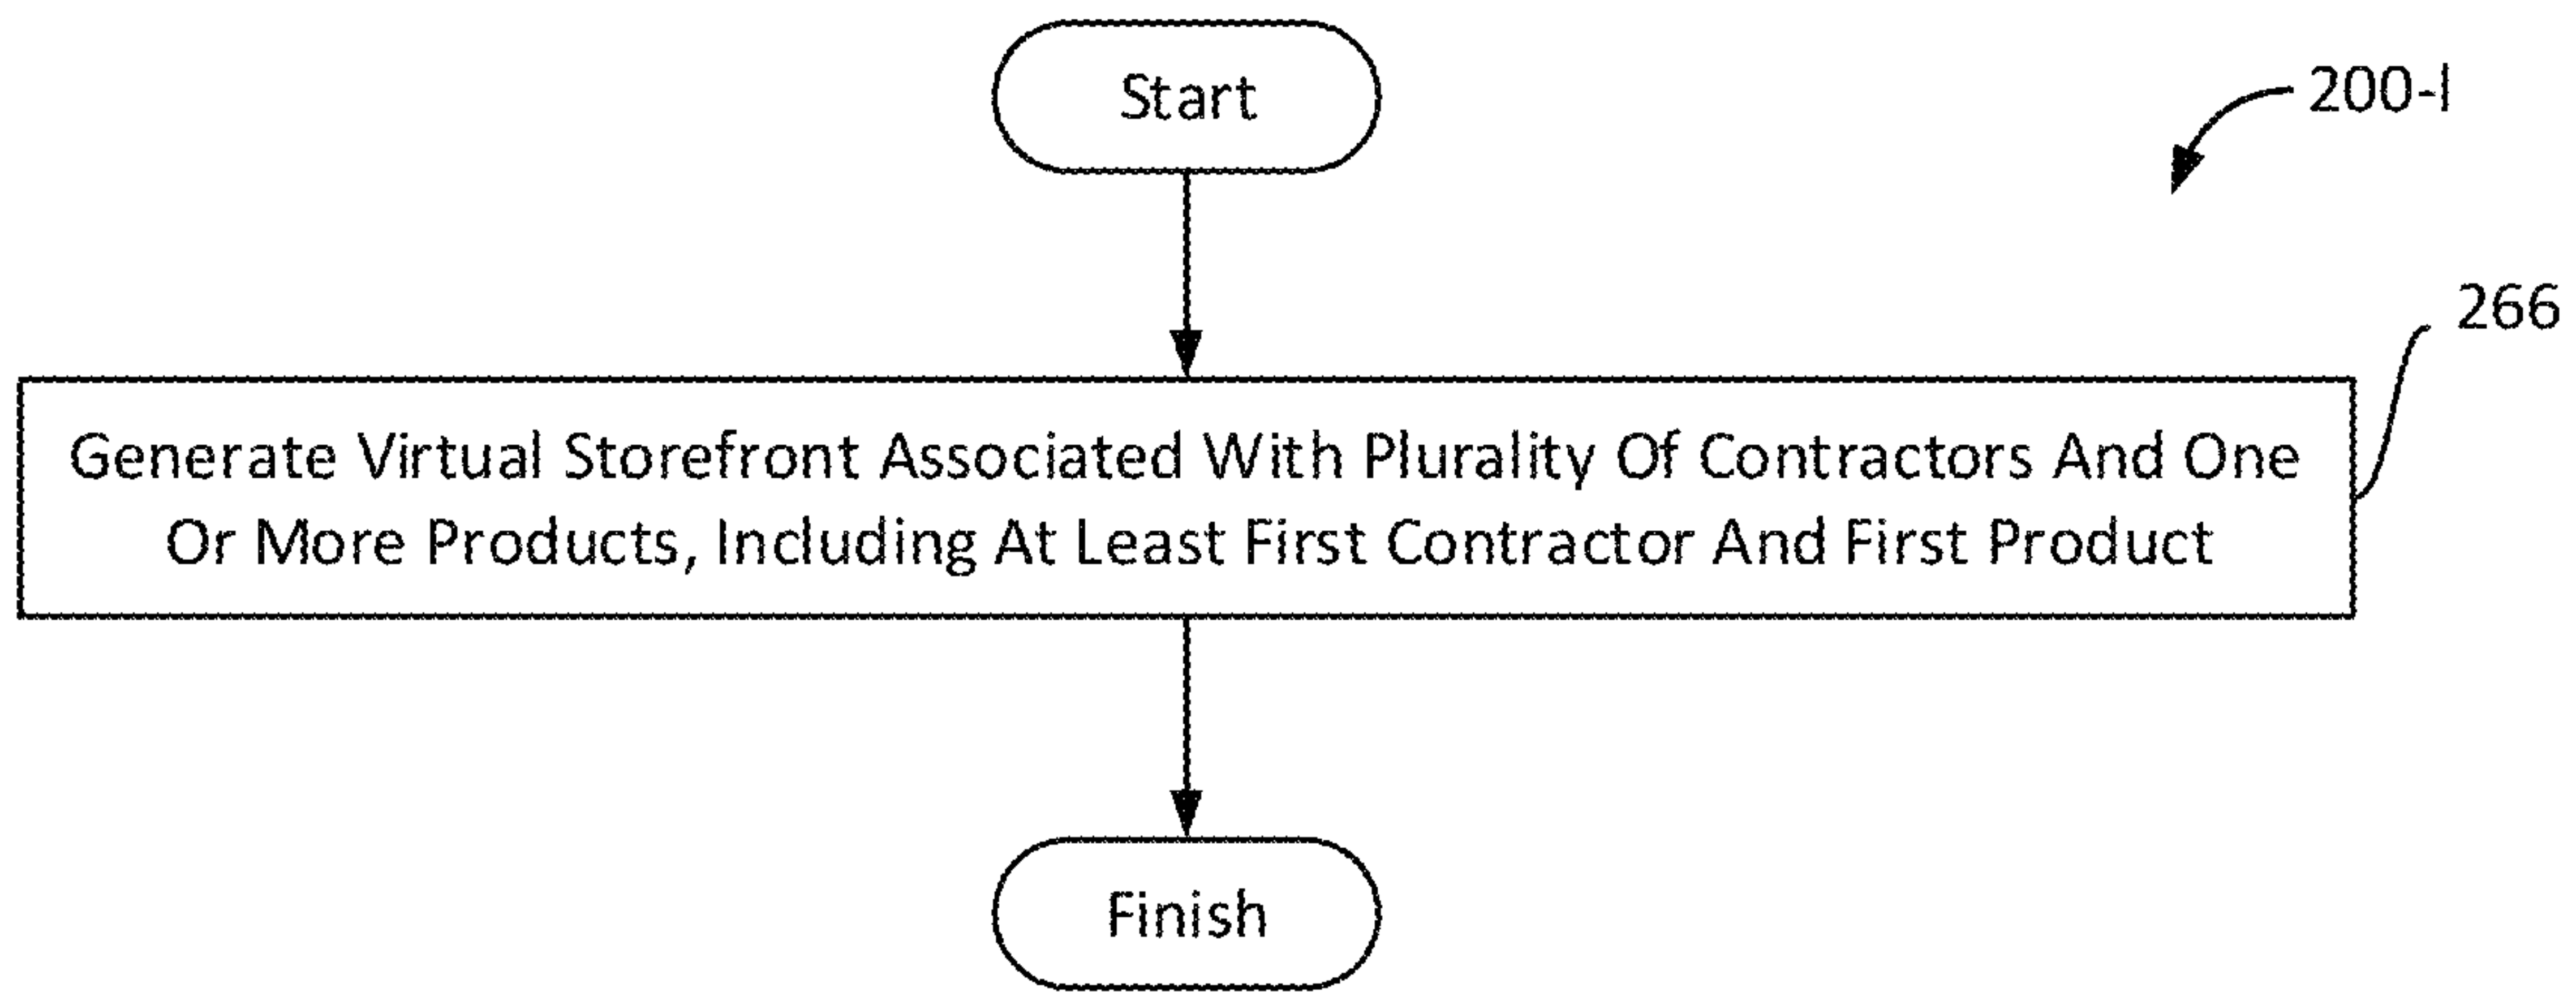 Start
200-I
266
Generate Virtual Storefront Associated With Plurality Of Contractors And One
Or More Products, Including At Least First Contractor And First Product
Finish